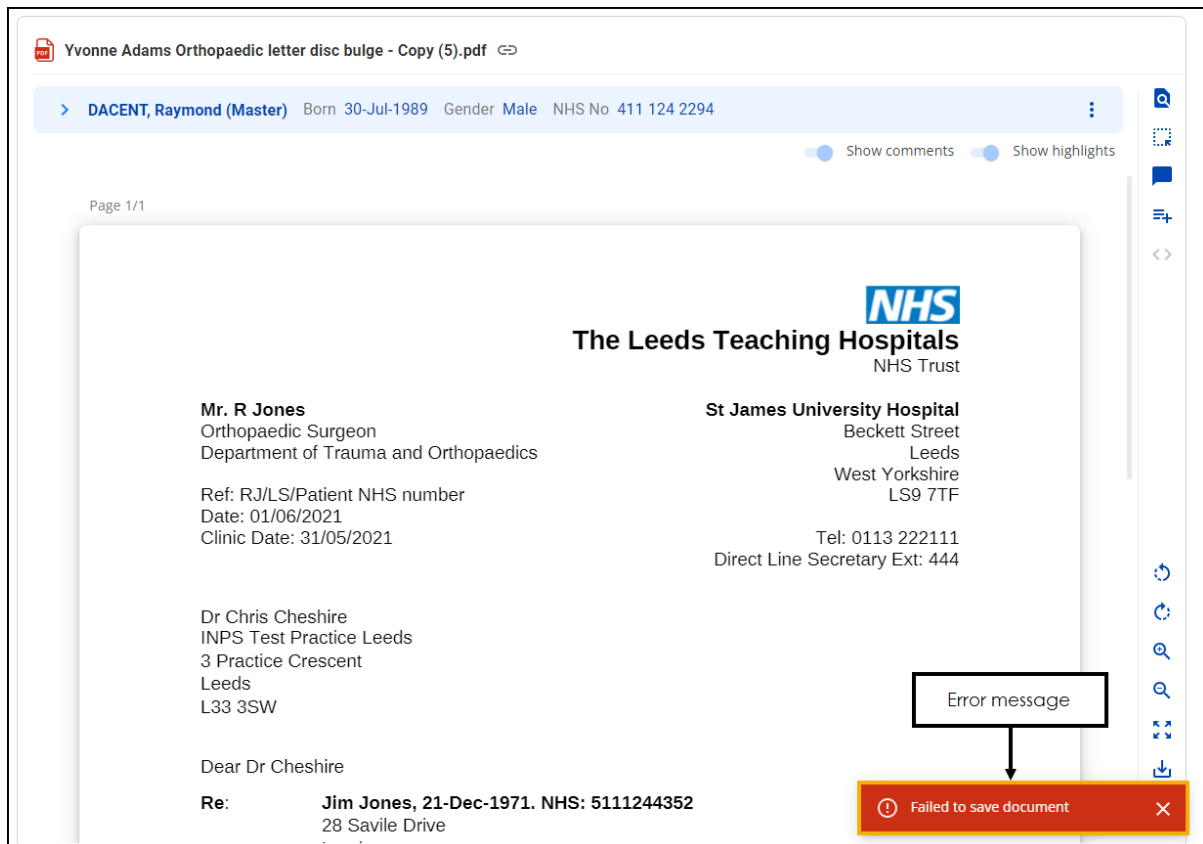 Yvonne Adams Orthopaedic letter disc bulge - Copy (5).pdf
DACENT, Raymond (Master) Born 30-Jul-1989 Gender Male NHS No 411 124 2294
Show comments Show highlights
Page 1/1
NHS
The Leeds Teaching Hospitals
NHS Trust
Mr. R Jones
Orthopaedic Surgeon
Department of Trauma and Orthopaedics
Ref: RJ/LS/Patient NHS number
Date: 01/06/2021
Clinic Date: 31/05/2021
St James University Hospital
Beckett Street
Leeds
West Yorkshire
LS9 7TF
Tel: 0113 222111
Direct Line Secretary Ext: 444
Dr Chris Cheshire
INPS Test Practice Leeds
3 Practice Crescent
Leeds
L33 3SW
Dear Dr Cheshire
Re: Jim Jones, 21-Dec-1971. NHS: 5111244352
28 Savile Drive
Error message
Failed to save document